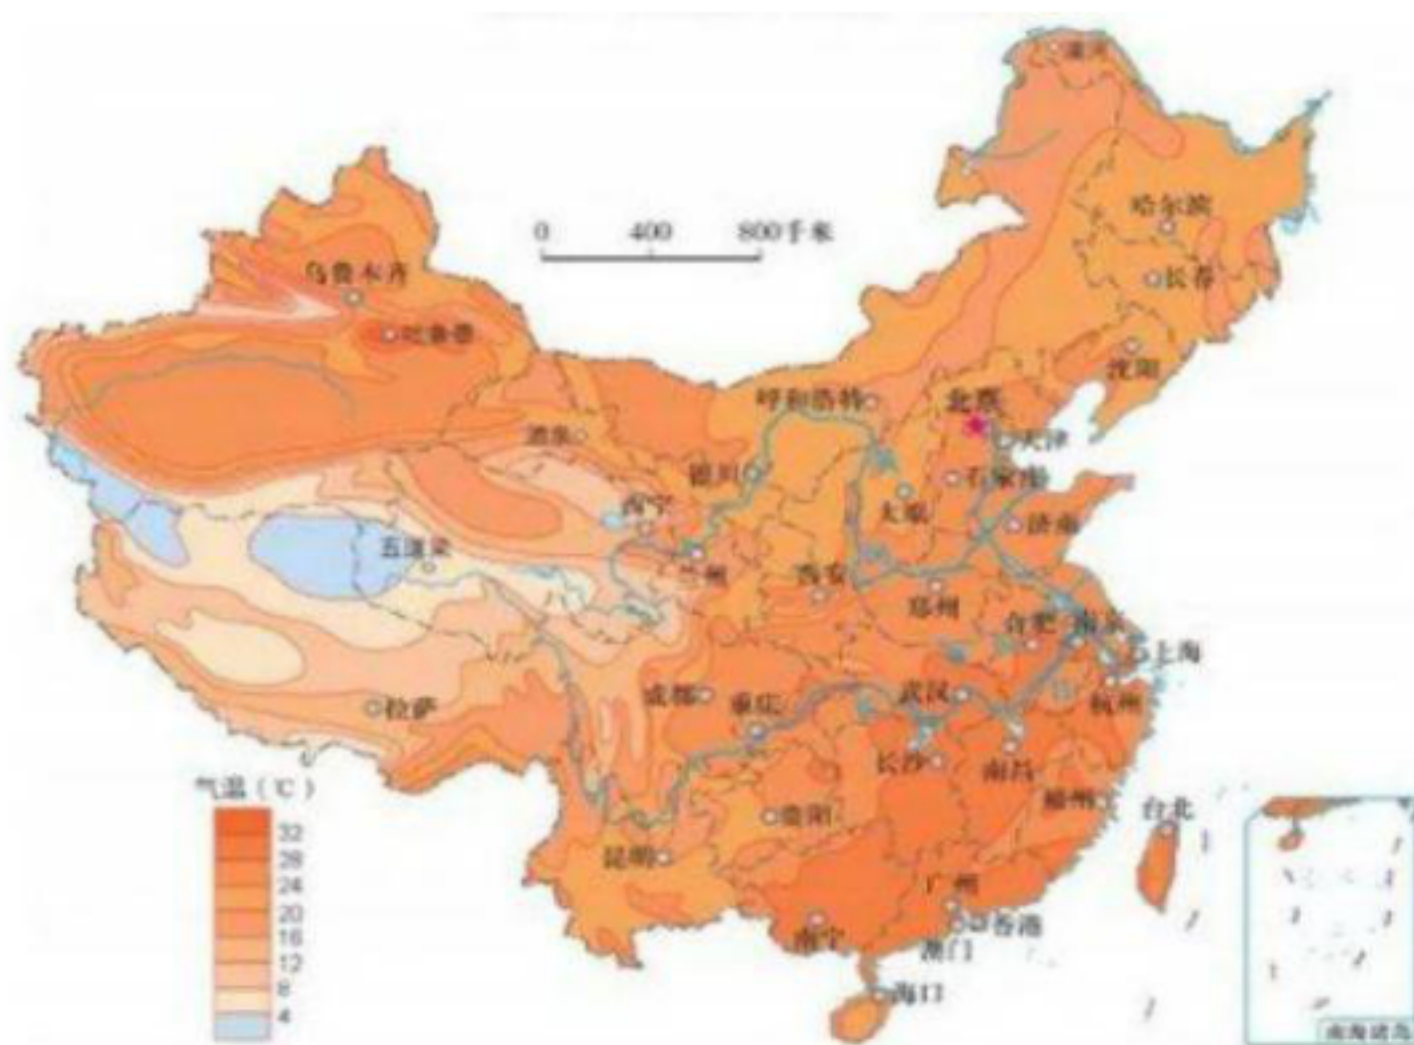 漠河
哈尔滨
0 400 800千米
长春
乌鲁木齐
吐鲁番
沈阳
呼和浩特
北京
天津
酒泉
银川
石家庄
太原
西宁
济南
五道梁
兰州
西安
郑州
合肥
南京
上海
成都
重庆
武汉
杭州
拉萨
长沙
南昌
气温(℃)
福州
台北
32
28
24
20
16
12
8
4
贵阳
昆明
广州
南宁
香港
澳门
海口
南海诸岛